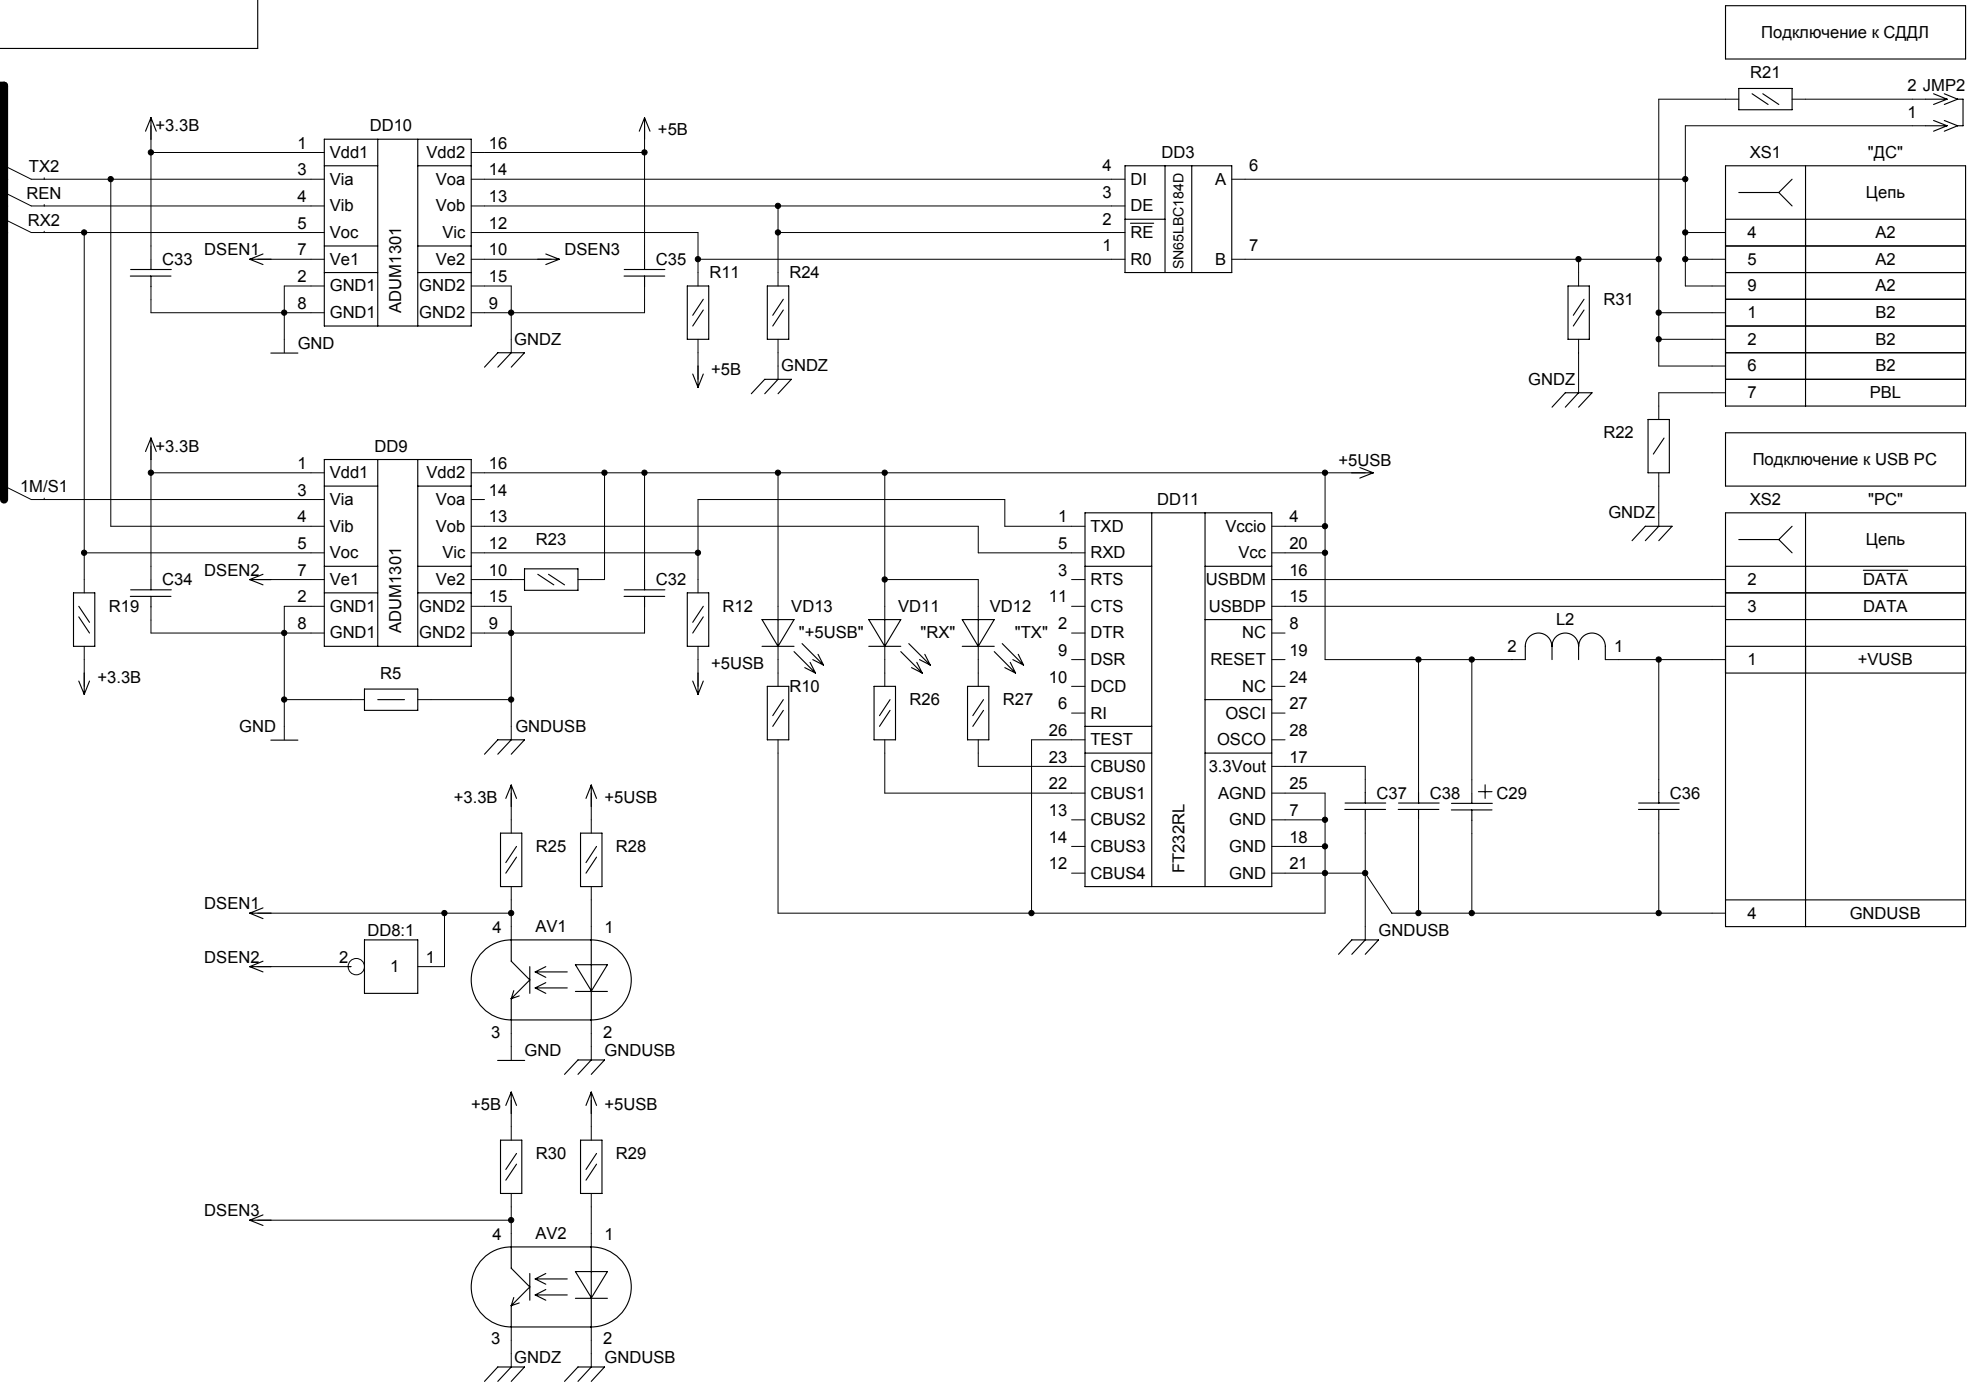 Подключение к СДДЛ
R21
2 JMP2
1
XS1 "ДС"
Цепь
4 A2
5 A2
9 A2
1 B2
2 B2
6 B2
7 PBL
TX2
REN
RX2
1M/S1
+3.3В
DD10
+5В
1 Vdd1 Vdd2 16
3 Via Voa 14
4 Vib Vob 13
5 Voc Vic 12
7 Ve1 Ve2 10
2 GND1 GND2 15
8 GND1 GND2 9
ADUM1301
C33
DSEN1
DSEN3
C35
GND
GNDZ
R11
+5В
R24
GNDZ
DD3
4 DI A 6
3 DE
2 RE
1 R0 B 7
SN65LBC184D
R31
GNDZ
R22
GNDZ
+3.3В
DD9
1 Vdd1 Vdd2 16
3 Via Voa 14
4 Vib Vob 13
5 Voc Vic 12
7 Ve1 Ve2 10
2 GND1 GND2 15
8 GND1 GND2 9
ADUM1301
C34
DSEN2
R23
C32
R19
+3.3В
R5
GND
GNDUSB
R12
+5USB
VD13
"+5USB"
R10
VD11
"RX"
R26
VD12
"TX"
R27
+5USB
DD11
1 TXD Vccio 4
5 RXD Vcc 20
3 RTS USBDM 16
11 CTS USBDP 15
2 DTR NC 8
9 DSR RESET 19
10 DCD NC 24
6 RI OSCI 27
26 TEST OSCO 28
23 CBUS0 3.3Vout 17
22 CBUS1 AGND 25
13 CBUS2 GND 7
14 CBUS3 GND 18
12 CBUS4 GND 21
FT232RL
Подключение к USB PC
XS2 "PC"
Цепь
2 DATA
3 DATA
1 +VUSB
4 GNDUSB
L2
2 1
C37
C38
+ C29
C36
GNDUSB
+3.3В
+5USB
R25
R28
DSEN1
DD8:1
2 1 1
DSEN2
4 AV1 1
3 2
GND
GNDUSB
+5В
+5USB
R30
R29
DSEN3
4 AV2 1
3 2
GNDZ
GNDUSB